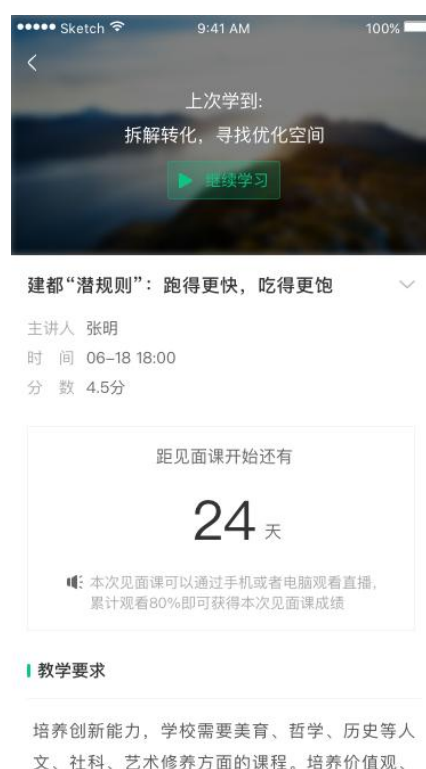 Sketch 9:41 AM 100%
上次学到:
拆解转化，寻找优化空间
继续学习
建都“潜规则”：跑得更快，吃得更饱
主讲人 张明
时 间 06-18 18:00
分 数 4.5分
距见面课开始还有
24 天
本次见面课可以通过手机或者电脑观看直播，
累计观看80%即可获得本次见面课成绩
教学要求
培养创新能力，学校需要美育、哲学、历史等人
文、社科、艺术修养方面的课程。培养价值观、